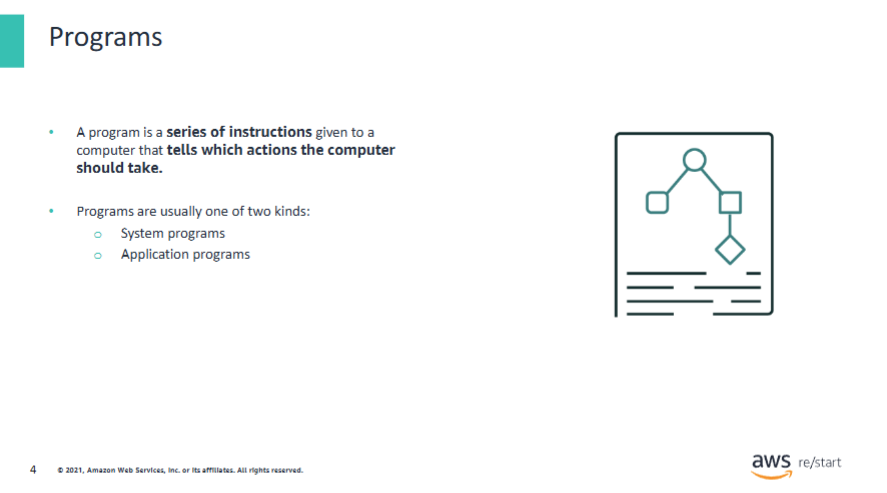 Programs
• A program is a series of instructions given to a
computer that tells which actions the computer
should take.
• Programs are usually one of two kinds:
o System programs
o Application programs
4 © 2021, Amazon Web Services, Inc. or its affiliates. All rights reserved.
aws re/start